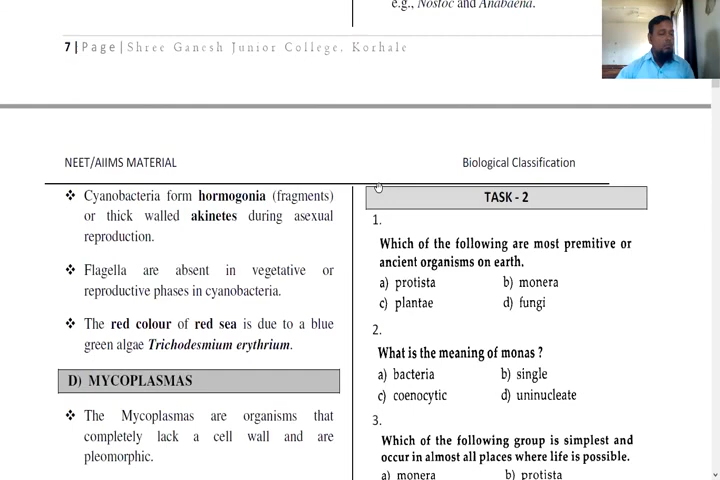 e.g., Nostoc and Anabaena.
7|Page|Shree Ganesh Junior College, Korhale
NEET/AIIMS MATERIAL
Biological Classification
❖ Cyanobacteria form hormogonia (fragments)
or thick walled akinetes during asexual
reproduction.
❖ Flagella are absent in vegetative or
reproductive phases in cyanobacteria.
❖ The red colour of red sea is due to a blue
green algae Trichodesmium erythrium.
D) MYCOPLASMAS
❖ The Mycoplasmas are organisms that
completely lack a cell wall and are
pleomorphic.
TASK - 2
1.
Which of the following are most premitive or
ancient organisms on earth.
a) protista b) monera
c) plantae d) fungi
2.
What is the meaning of monas ?
a) bacteria b) single
c) coenocytic d) uninucleate
3.
Which of the following group is simplest and
occur in almost all places where life is possible.
a) monera b) protista